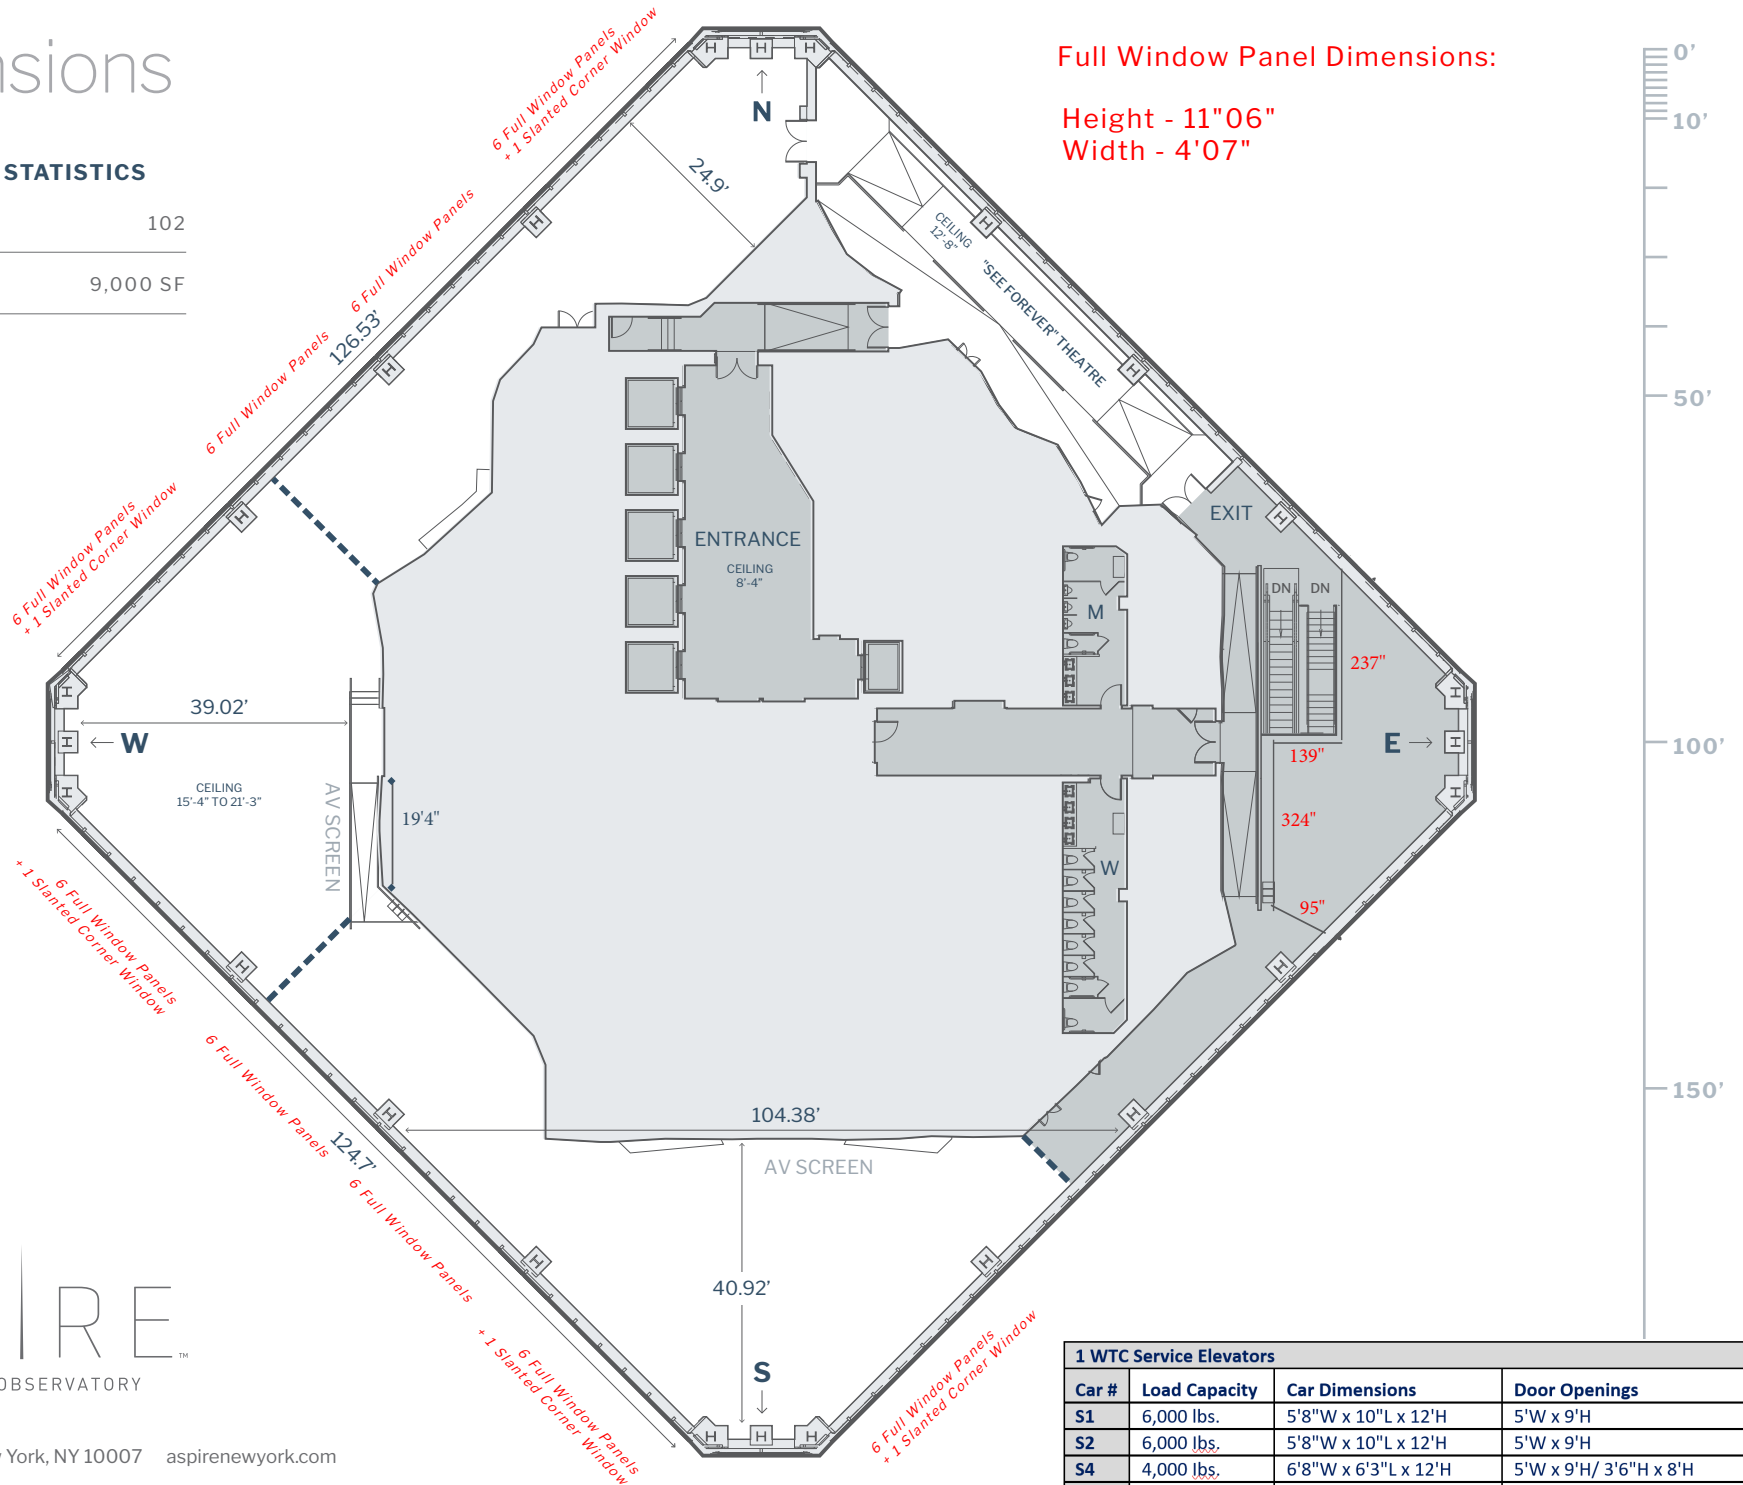 nsions
STATISTICS
102
9,000 SF
Full Window Panel Dimensions:
Height - 11"06"
Width - 4'07"
0'
10'
50'
100'
150'
6 Full Window Panels
+ 1 Slanted Corner Window
6 Full Window Panels
126.53'
6 Full Window Panels
6 Full Window Panels
+ 1 Slanted Corner Window
H
H
H
N
24.9'
H
H
H
H
H
H
CEILING
12'-8"
"SEE FOREVER" THEATRE
ENTRANCE
CEILING
8'-4"
EXIT
DN
DN
M
237"
139"
324"
95"
E
H
H
H
H
H
H
39.02'
W
CEILING
15'-4" TO 21'-3"
AV SCREEN
19'4"
W
H
H
H
H
H
H
104.38'
AV SCREEN
40.92'
S
H
H
H
6 Full Window Panels
+ 1 Slanted Corner Window
6 Full Window Panels
124.7'
6 Full Window Panels
6 Full Window Panels
+ 1 Slanted Corner Window
6 Full Window Panels
+ 1 Slanted Corner Window
IRE™
OBSERVATORY
w York, NY 10007 aspirenewyork.com
1 WTC Service Elevators
Car # Load Capacity Car Dimensions Door Openings
S1 6,000 lbs. 5'8"W x 10"L x 12'H 5'W x 9'H
S2 6,000 lbs. 5'8"W x 10"L x 12'H 5'W x 9'H
S4 4,000 lbs. 6'8"W x 6'3"L x 12'H 5'W x 9'H/ 3'6"H x 8'H